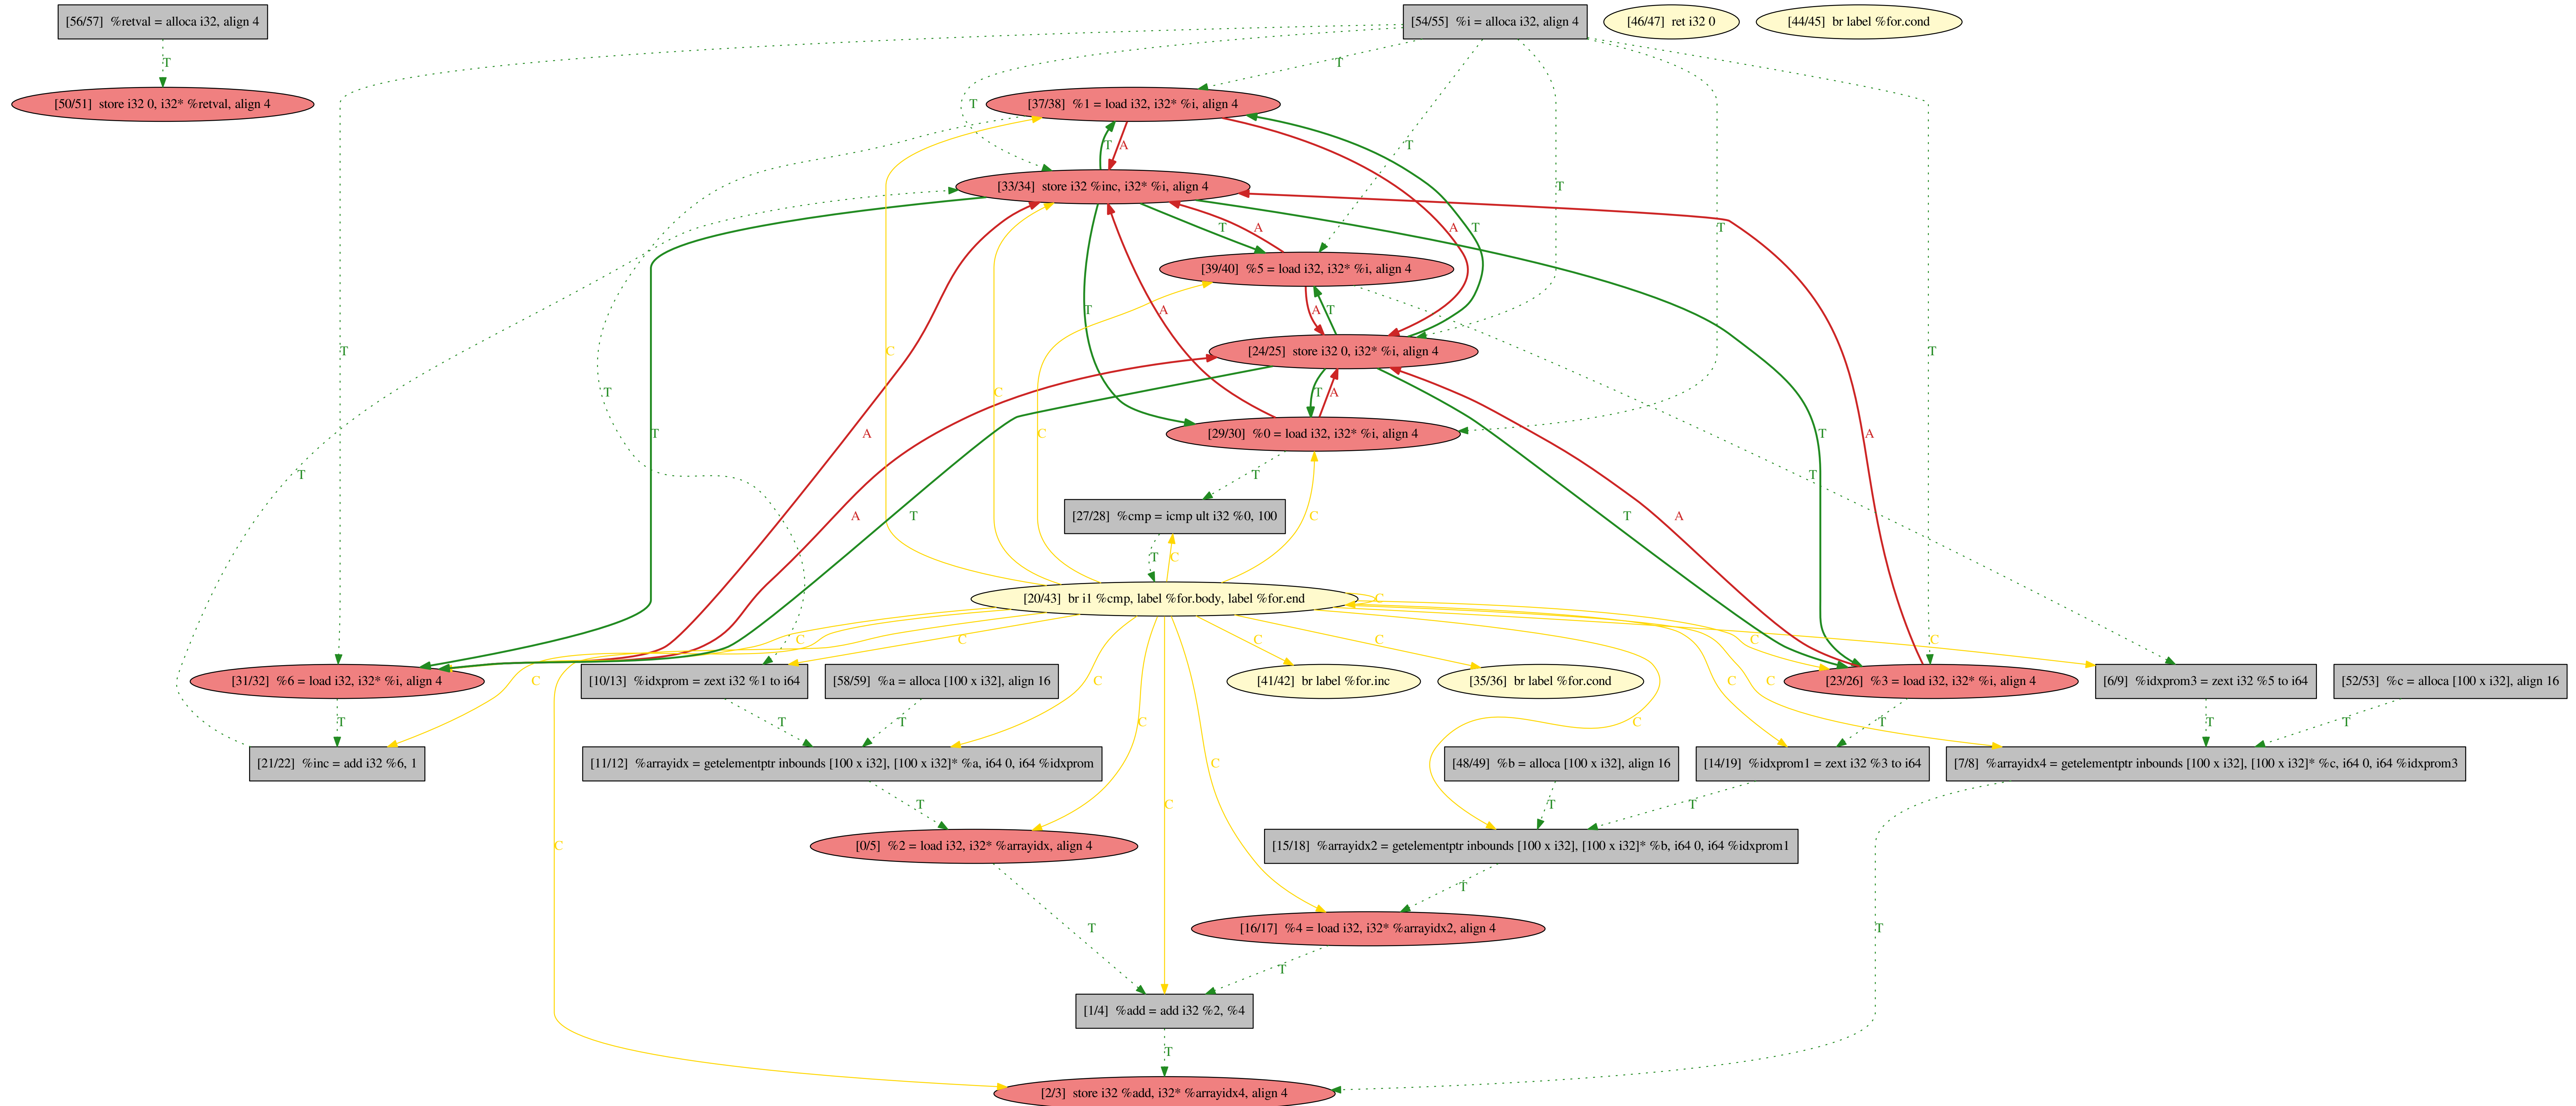 [56/57] %retval = alloca i32, align 4
[54/55] %i = alloca i32, align 4
[46/47] ret i32 0
[44/45] br label %for.cond
T
T
[50/51] store i32 0, i32* %retval, align 4
T
[37/38] %1 = load i32, i32* %i, align 4
T
A
T
[33/34] store i32 %inc, i32* %i, align 4
T
T
A
A
T
T
[39/40] %5 = load i32, i32* %i, align 4
T
A
A
T
T
C
[24/25] store i32 0, i32* %i, align 4
T
T
C
T
A
T
A
C
T
A
T
A
[29/30] %0 = load i32, i32* %i, align 4
T
T
T
A
T
C
[27/28] %cmp = icmp ult i32 %0, 100
T
A
T
C
[20/43] br i1 %cmp, label %for.body, label %for.end
C
C
C
C
C
C
C
[31/32] %6 = load i32, i32* %i, align 4
C
[10/13] %idxprom = zext i32 %1 to i64
[58/59] %a = alloca [100 x i32], align 16
C
[41/42] br label %for.inc
[35/36] br label %for.cond
C
C
[23/26] %3 = load i32, i32* %i, align 4
[6/9] %idxprom3 = zext i32 %5 to i64
[52/53] %c = alloca [100 x i32], align 16
T
T
T
C
T
T
T
[21/22] %inc = add i32 %6, 1
[11/12] %arrayidx = getelementptr inbounds [100 x i32], [100 x i32]* %a, i64 0, i64 %idxprom
C
[48/49] %b = alloca [100 x i32], align 16
[14/19] %idxprom1 = zext i32 %3 to i64
[7/8] %arrayidx4 = getelementptr inbounds [100 x i32], [100 x i32]* %c, i64 0, i64 %idxprom3
T
C
T
T
C
[0/5] %2 = load i32, i32* %arrayidx, align 4
[15/18] %arrayidx2 = getelementptr inbounds [100 x i32], [100 x i32]* %b, i64 0, i64 %idxprom1
T
T
[16/17] %4 = load i32, i32* %arrayidx2, align 4
T
T
[1/4] %add = add i32 %2, %4
T
[2/3] store i32 %add, i32* %arrayidx4, align 4